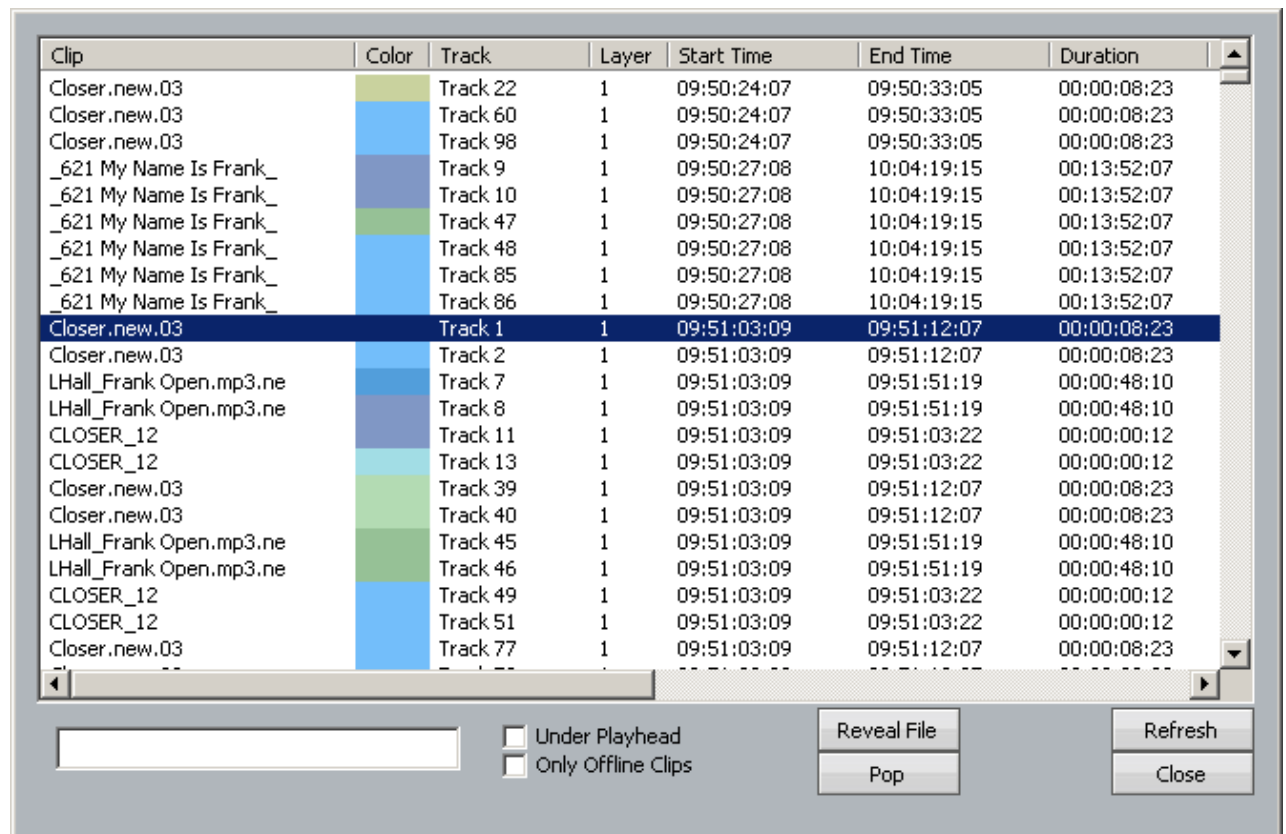 Clip Color Track Layer Start Time End Time Duration
Closer.new.03 Track 22 1 09:50:24:07 09:50:33:05 00:00:08:23
Closer.new.03 Track 60 1 09:50:24:07 09:50:33:05 00:00:08:23
Closer.new.03 Track 98 1 09:50:24:07 09:50:33:05 00:00:08:23
_621 My Name Is Frank_ Track 9 1 09:50:27:08 10:04:19:15 00:13:52:07
_621 My Name Is Frank_ Track 10 1 09:50:27:08 10:04:19:15 00:13:52:07
_621 My Name Is Frank_ Track 47 1 09:50:27:08 10:04:19:15 00:13:52:07
_621 My Name Is Frank_ Track 48 1 09:50:27:08 10:04:19:15 00:13:52:07
_621 My Name Is Frank_ Track 85 1 09:50:27:08 10:04:19:15 00:13:52:07
_621 My Name Is Frank_ Track 86 1 09:50:27:08 10:04:19:15 00:13:52:07
Closer.new.03 Track 1 1 09:51:03:09 09:51:12:07 00:00:08:23
Closer.new.03 Track 2 1 09:51:03:09 09:51:12:07 00:00:08:23
LHall_Frank Open.mp3.ne Track 7 1 09:51:03:09 09:51:51:19 00:00:48:10
LHall_Frank Open.mp3.ne Track 8 1 09:51:03:09 09:51:51:19 00:00:48:10
CLOSER_12 Track 11 1 09:51:03:09 09:51:03:22 00:00:00:12
CLOSER_12 Track 13 1 09:51:03:09 09:51:03:22 00:00:00:12
Closer.new.03 Track 39 1 09:51:03:09 09:51:12:07 00:00:08:23
Closer.new.03 Track 40 1 09:51:03:09 09:51:12:07 00:00:08:23
LHall_Frank Open.mp3.ne Track 45 1 09:51:03:09 09:51:51:19 00:00:48:10
LHall_Frank Open.mp3.ne Track 46 1 09:51:03:09 09:51:51:19 00:00:48:10
CLOSER_12 Track 49 1 09:51:03:09 09:51:03:22 00:00:00:12
CLOSER_12 Track 51 1 09:51:03:09 09:51:03:22 00:00:00:12
Closer.new.03 Track 77 1 09:51:03:09 09:51:12:07 00:00:08:23
Under Playhead
Only Offline Clips
Reveal File
Pop
Refresh
Close